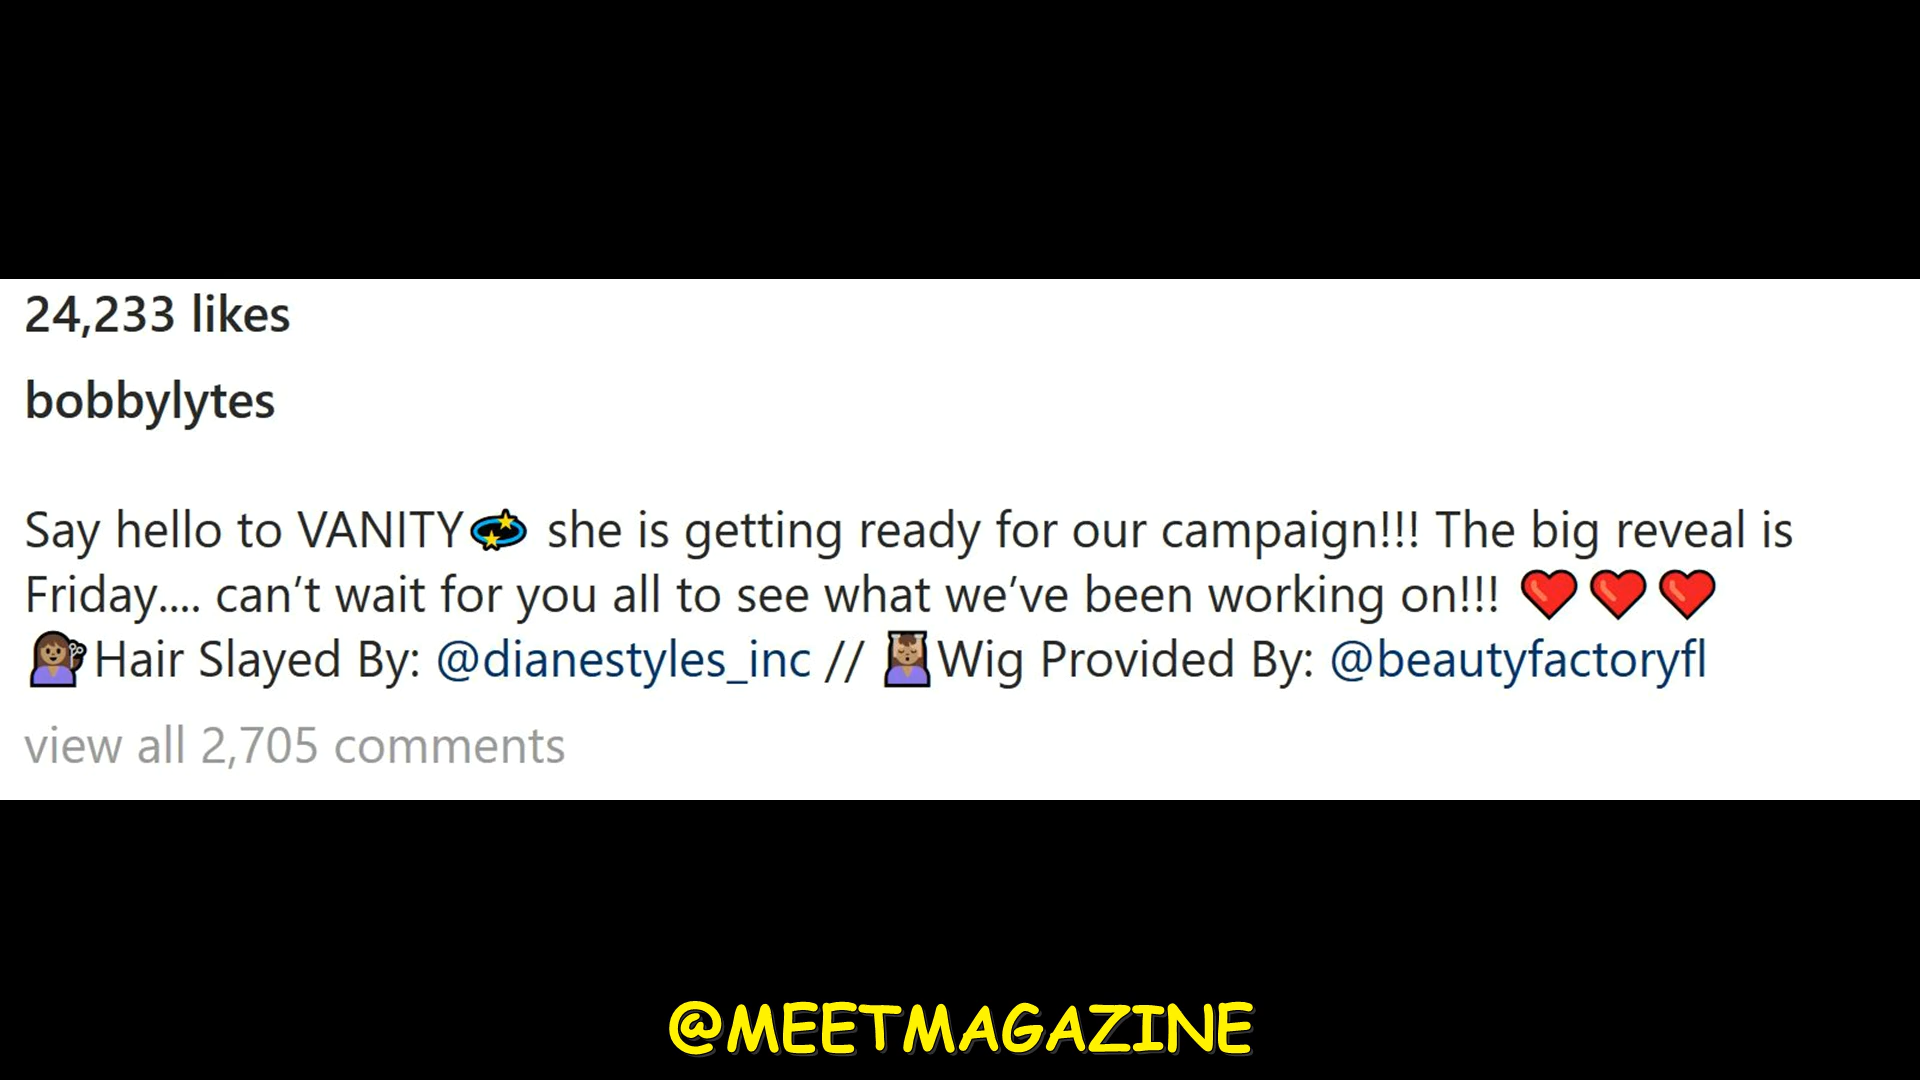 24,233 likes
bobbylytes
Say hello to VANITY💫 she is getting ready for our campaign!!! The big reveal is
Friday.... can’t wait for you all to see what we’ve been working on!!! ❤️❤️❤️
💇🏽‍♀️Hair Slayed By: @dianestyles_inc // 💆🏽‍♀️Wig Provided By: @beautyfactoryfl
view all 2,705 comments
@MEETMAGAZINE